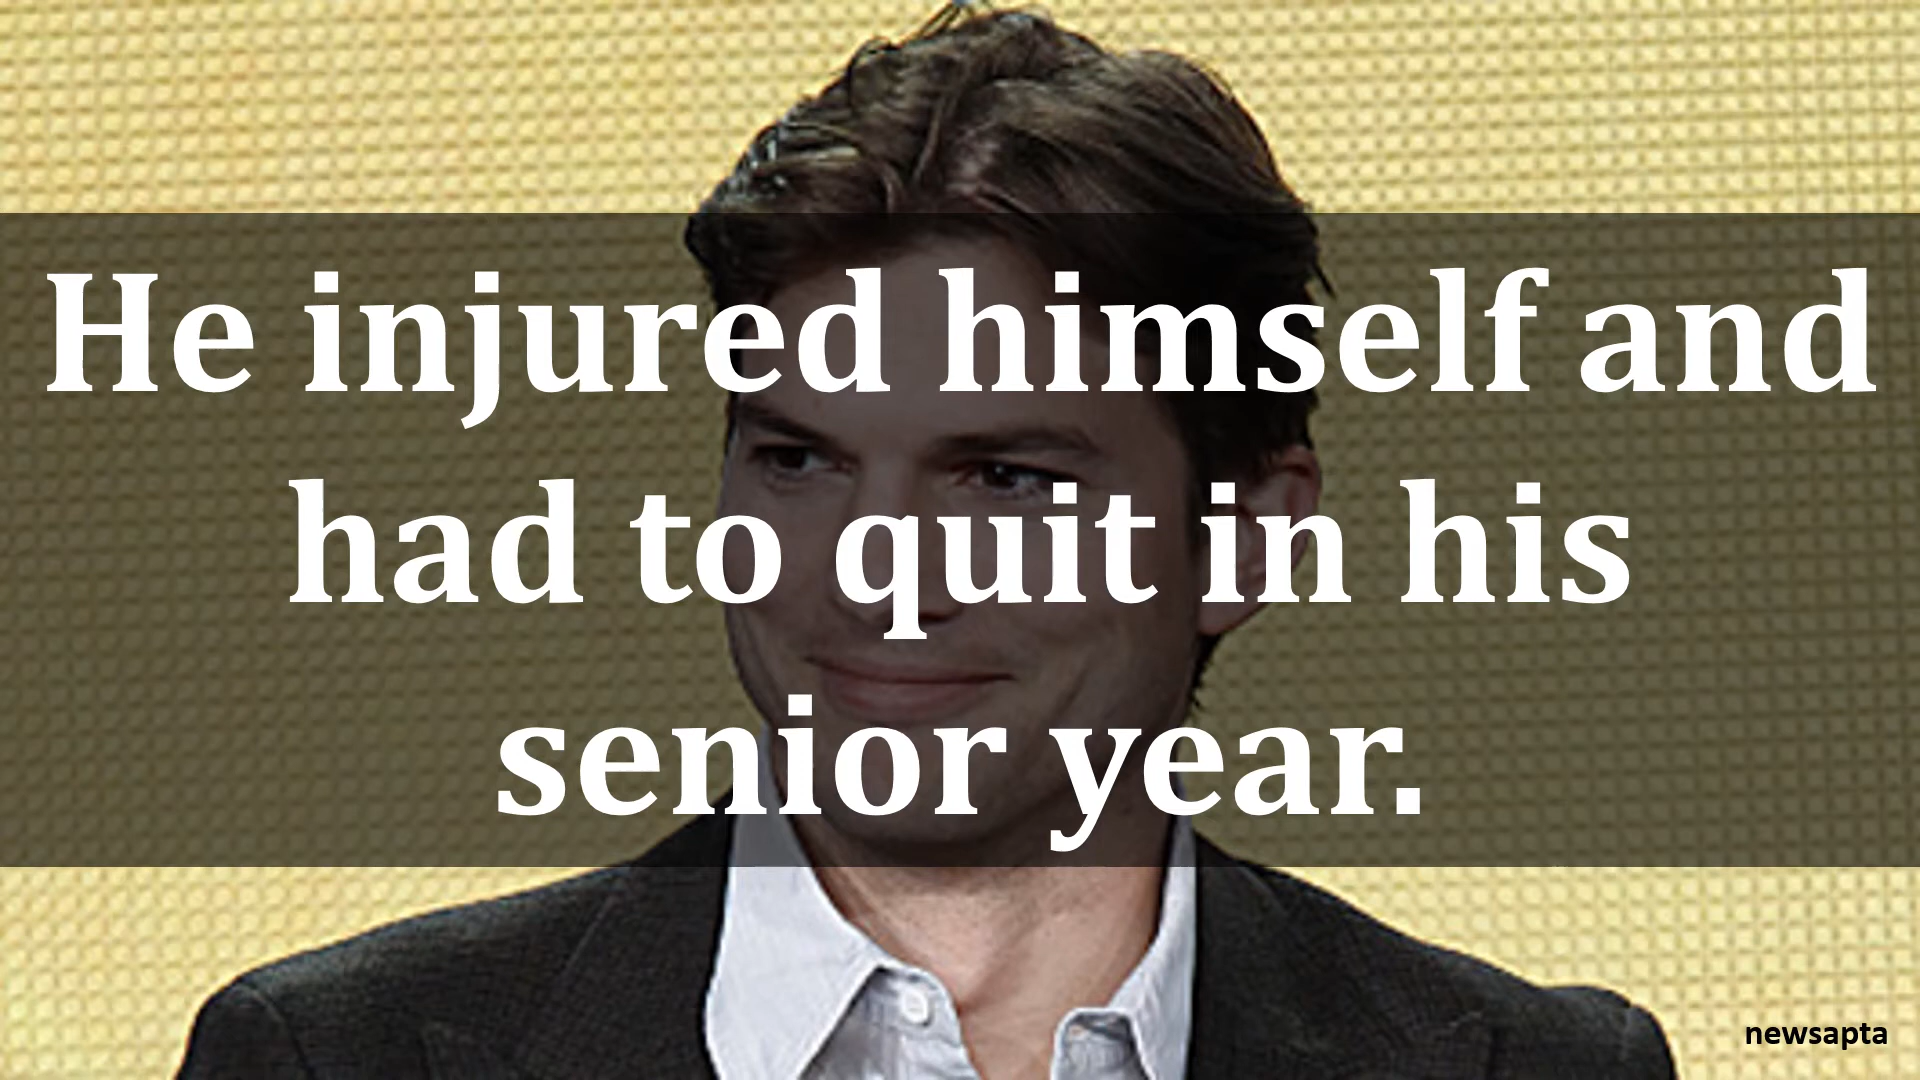 He injured himself and
had to quit in his
senior year.
newsapta